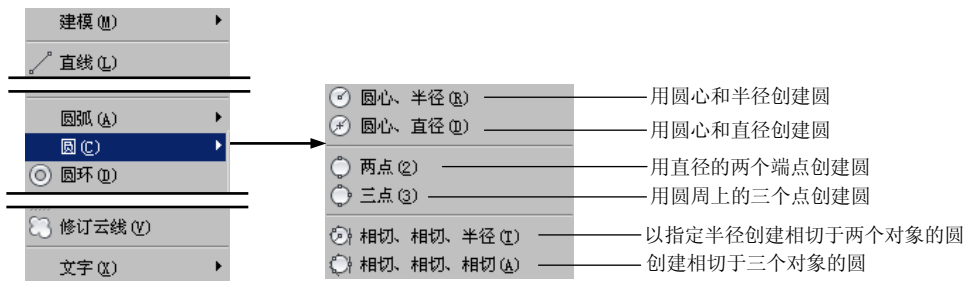 建模(M)
直线(L)
圆弧(A)
圆(C)
圆环(D)
修订云线(V)
文字(X)
圆心、半径(R)
用圆心和半径创建圆
圆心、直径(D)
用圆心和直径创建圆
两点(2)
用直径的两个端点创建圆
三点(3)
用圆周上的三个点创建圆
相切、相切、半径(T)
以指定半径创建相切于两个对象的圆
相切、相切、相切(A)
创建相切于三个对象的圆